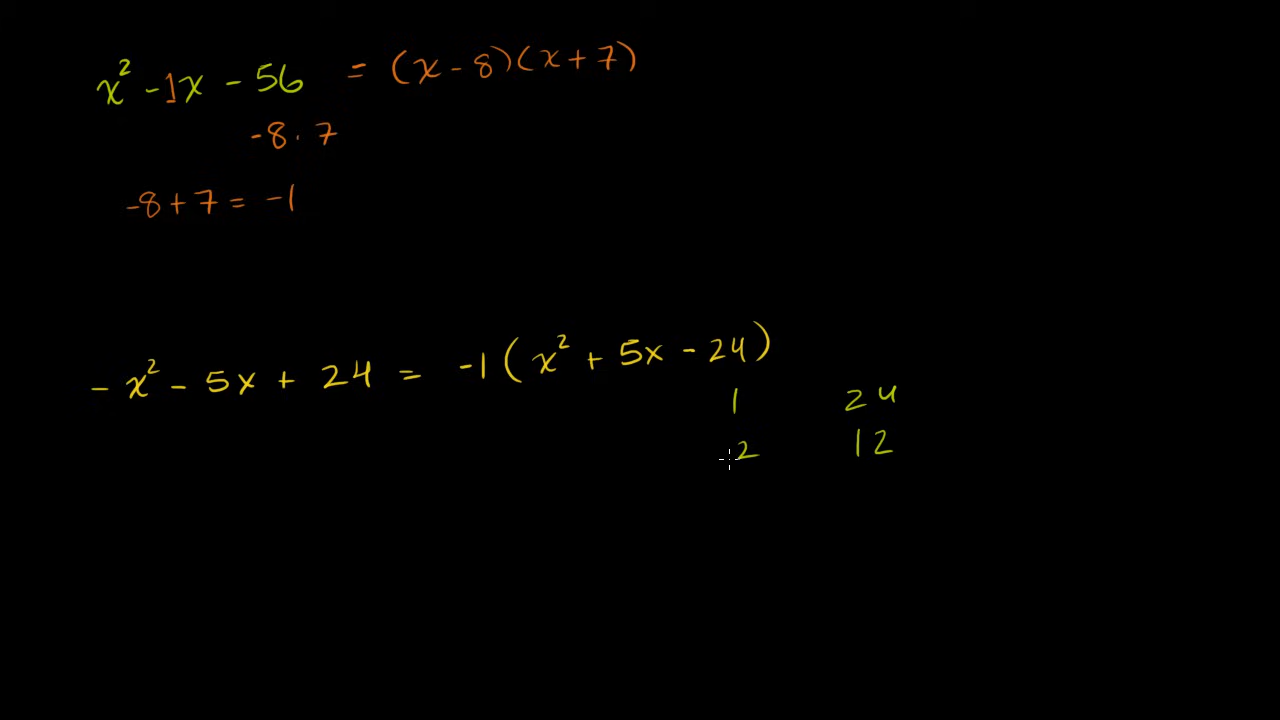 x² - 1x - 56 = (x - 8)(x + 7)
-8 · 7
-8 + 7 = -1
- x² - 5x + 24 = -1 ( x² + 5x - 24 )
1 24
2 12